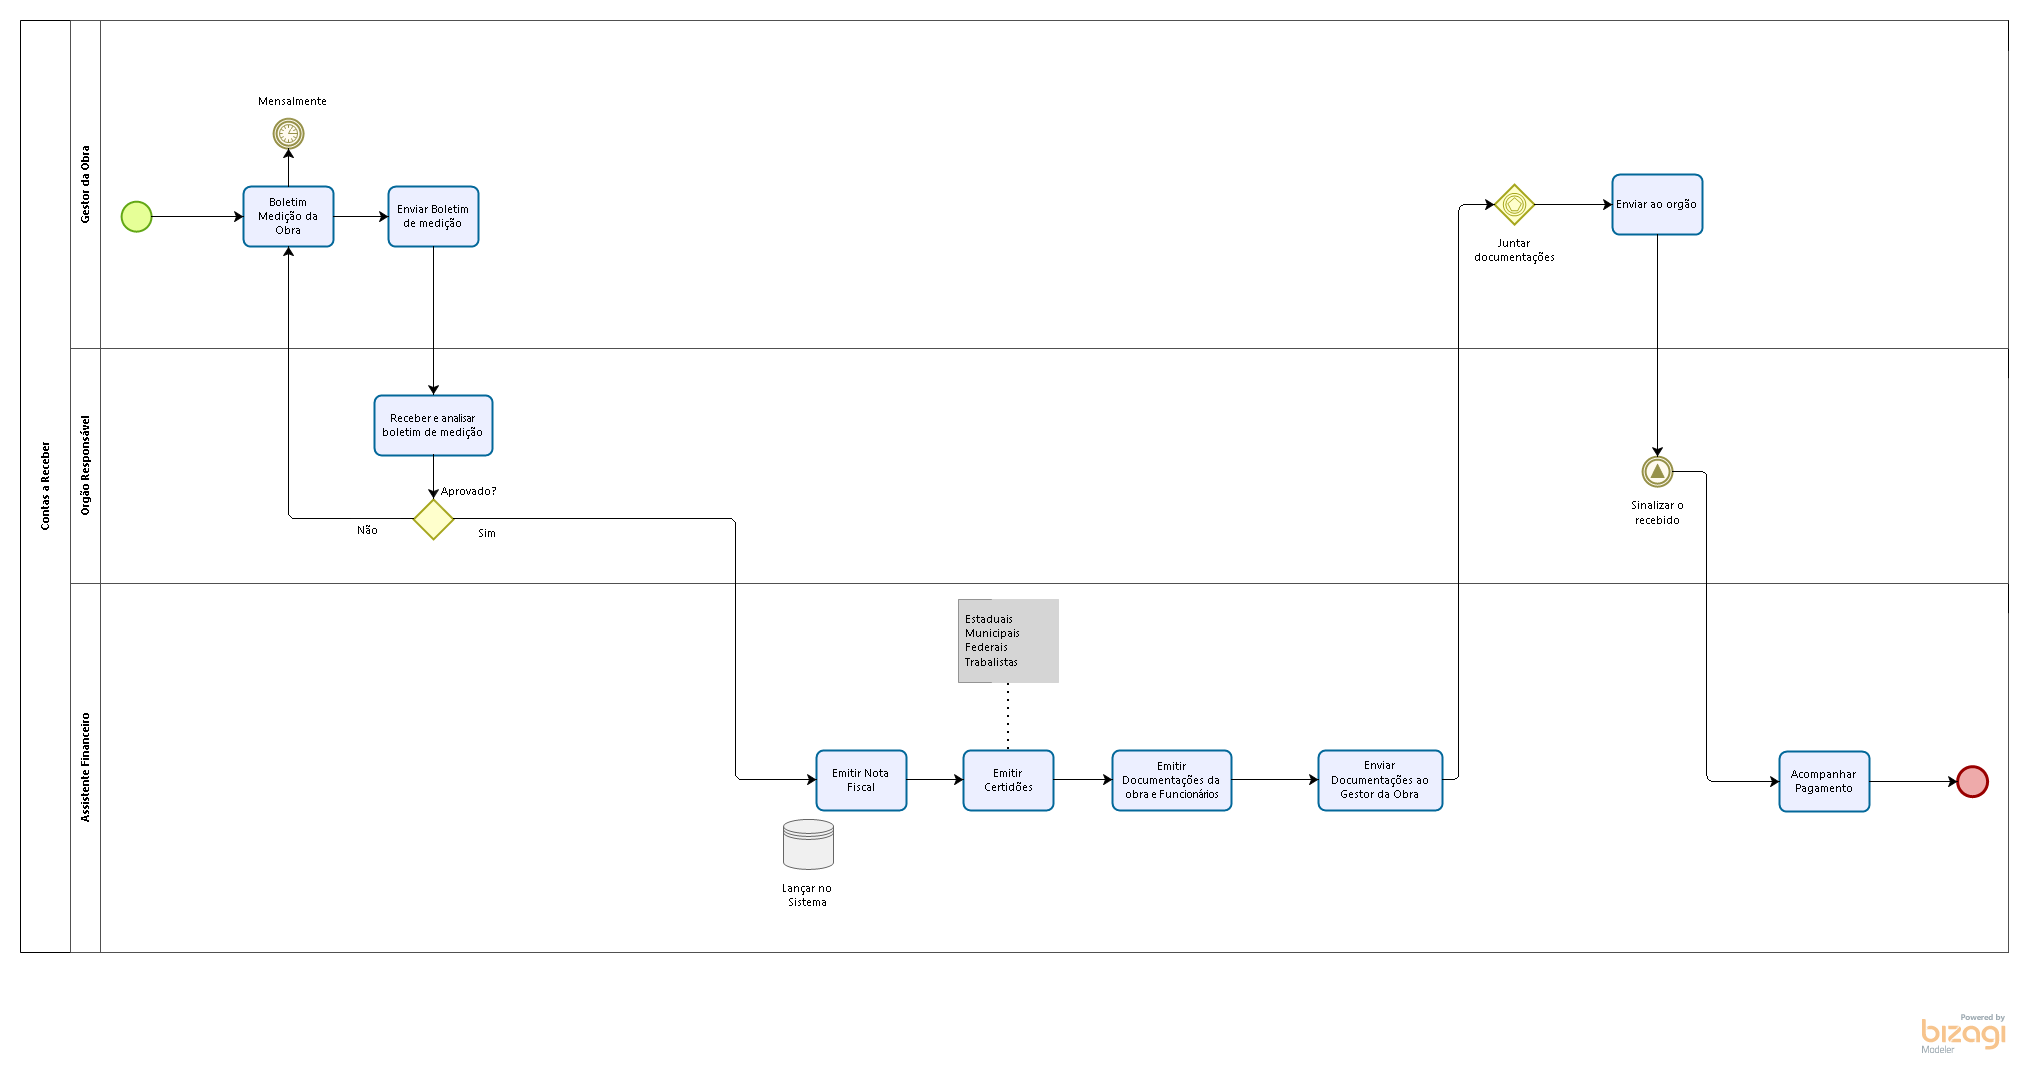 Contas a Receber
Gestor da Obra
Mensalmente
Boletim
Medição da
Obra
Enviar Boletim
de medição
Juntar
documentações
Enviar ao orgão
Orgão Responsável
Receber e analisar
boletim de medição
Aprovado?
Não
Sim
Sinalizar o
recebido
Assistente Financeiro
Estaduais
Municipais
Federais
Trabalistas
Emitir Nota
Fiscal
Lançar no
Sistema
Emitir
Certidões
Emitir
Documentações da
obra e Funcionários
Enviar
Documentações ao
Gestor da Obra
Acompanhar
Pagamento
Powered by
bizagi
Modeler